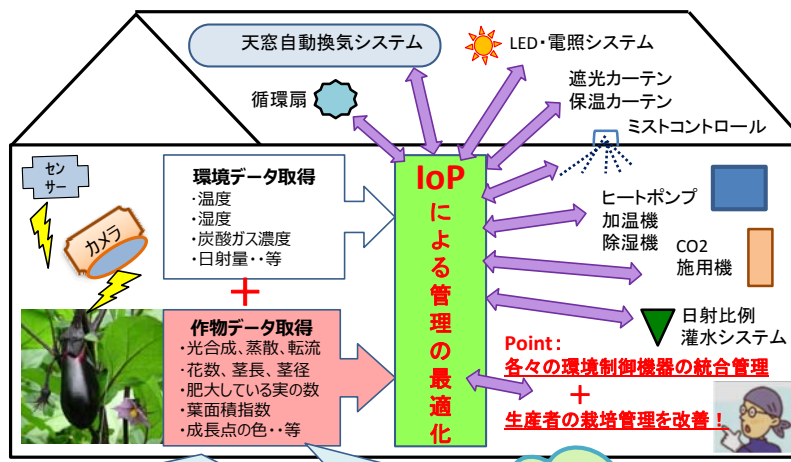 天窓自動換気システム
LED・電照システム
循環扇
遮光カーテン
保温カーテン
ミストコントロール
セン
サー
カメラ
環境データ取得
・温度
・湿度
・炭酸ガス濃度
・日射量・・等
+
作物データ取得
・光合成、蒸散、転流
・花数、茎長、茎径
・肥大している実の数
・葉面積指数
・成長点の色・・等
IoPによる管理の最適化
ヒートポンプ
加温機
除湿機
CO2
施用機
日射比例
灌水システム
Point:
各々の環境制御機器の統合管理
+
生産者の栽培管理を改善!